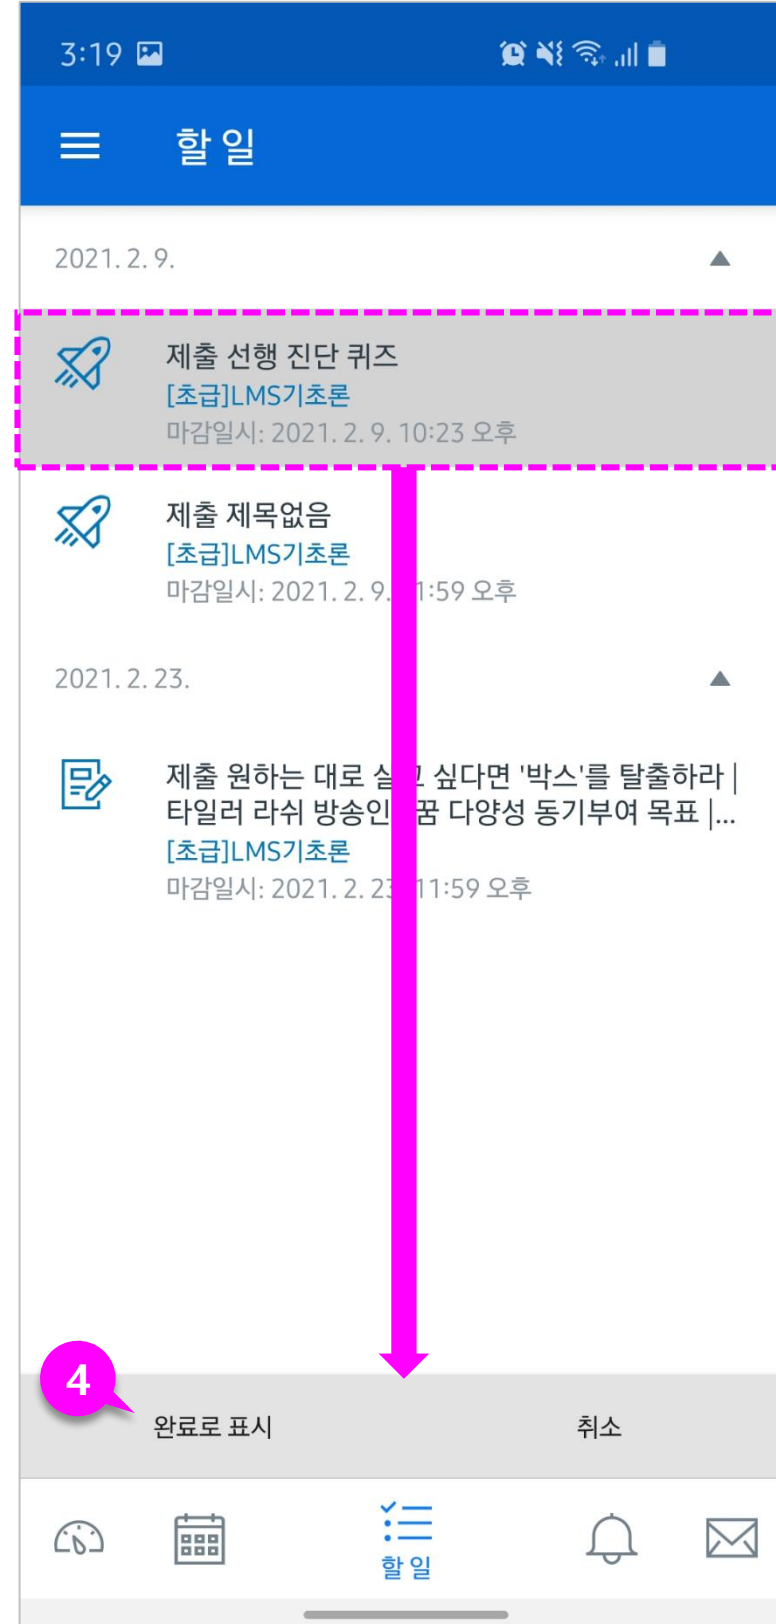 3:19
할 일
2021. 2. 9.
제출 선행 진단 퀴즈
[초급]LMS기초론
마감일시: 2021. 2. 9. 10:23 오후
제출 제목없음
[초급]LMS기초론
마감일시: 2021. 2. 9. 1:59 오후
2021. 2. 23.
제출 원하는 대로 싶다면 '박스'를 탈출하라 |
타일러 라쉬 방송인 꿈 다양성 동기부여 목표 |...
[초급]LMS기초론
마감일시: 2021. 2. 23 11:59 오후
4
완료로 표시
취소
할 일